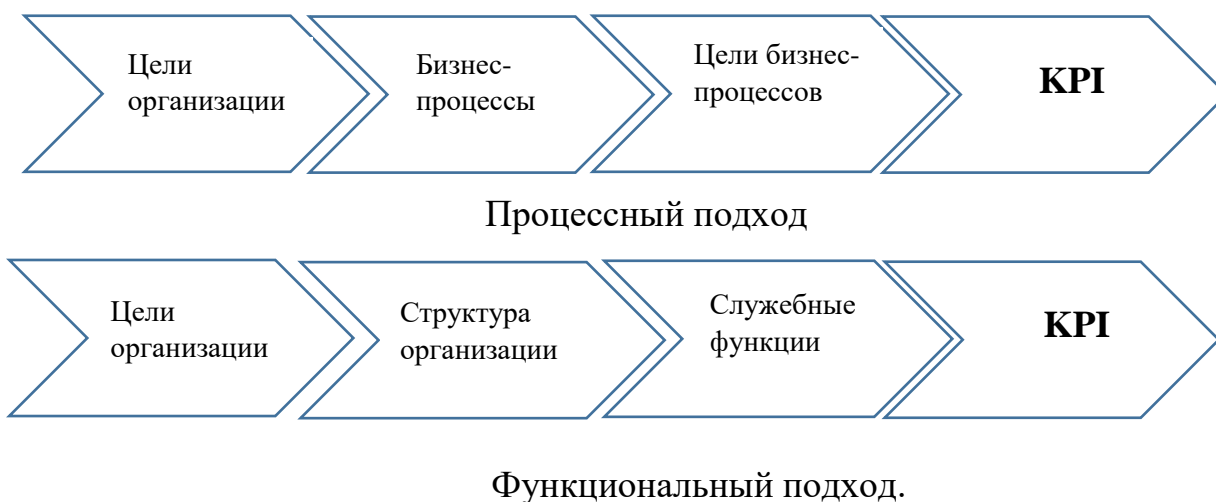 Цели
организации
Бизнес-
процессы
Цели бизнес-
процессов
KPI
Процессный подход
Цели
организации
Структура
организации
Служебные
функции
KPI
Функциональный подход.